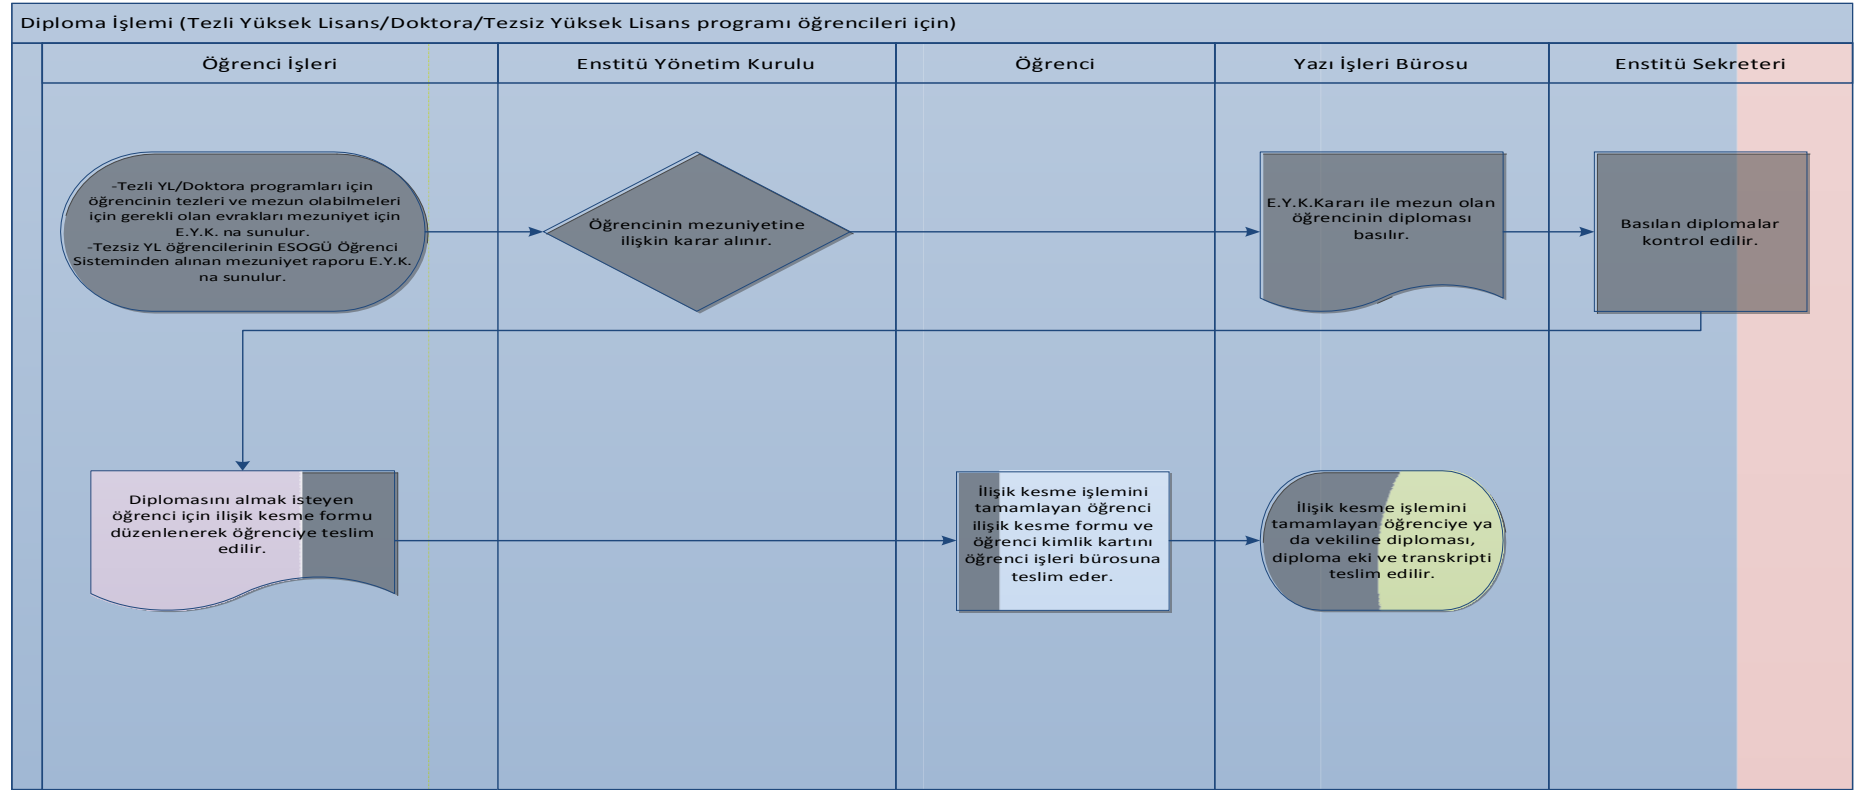 Diploma İşlemi (Tezli Yüksek Lisans/Doktora/Tezsiz Yüksek Lisans programı öğrencileri için)
Öğrenci İşleri
Enstitü Yönetim Kurulu
Öğrenci
Yazı İşleri Bürosu
Enstitü Sekreteri
-Tezli YL/Doktora programları için
öğrencinin tezleri ve mezun olabilmeleri
için gerekli olan evrakları mezuniyet için
E.Y.K. na sunulur.
-Tezsiz YL öğrencilerinin ESOGÜ Öğrenci
Sisteminden alınan mezuniyet raporu E.Y.K.
na sunulur.
Öğrencinin mezuniyetine
ilişkin karar alınır.
E.Y.K.Kararı ile mezun olan
öğrencinin diploması
basılır.
Basılan diplomalar
kontrol edilir.
Diplomasını almak isteyen
öğrenci için ilişik kesme formu
düzenlenerek öğrenciye teslim
edilir.
İlişik kesme işlemini
tamamlayan öğrenci
ilişik kesme formu ve
öğrenci kimlik kartını
öğrenci işleri bürosuna
teslim eder.
İlişik kesme işlemini
tamamlayan öğrenciye ya
da vekiline diploması,
diploma eki ve transkripti
teslim edilir.